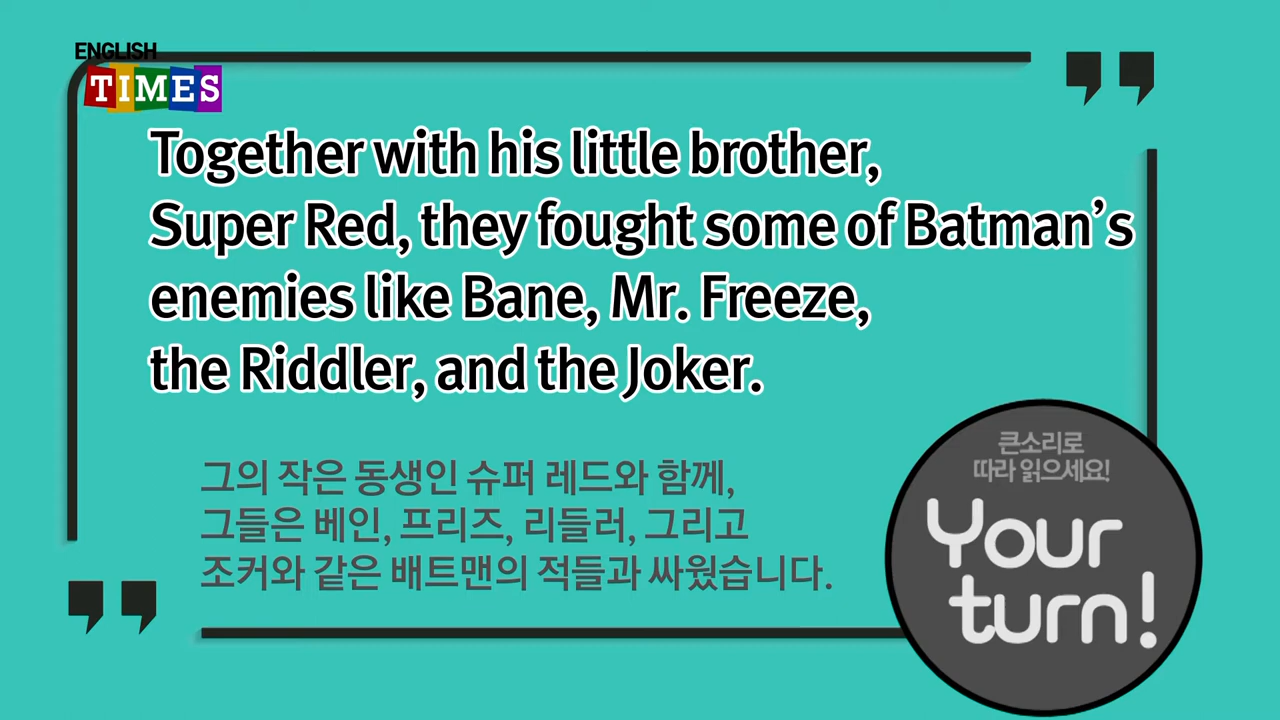 ENGLISH
TIMES
Together with his little brother,
Super Red, they fought some of Batman’s
enemies like Bane, Mr. Freeze,
the Riddler, and the Joker.
그의 작은 동생인 슈퍼 레드와 함께,
그들은 베인, 프리즈, 리들러, 그리고
조커와 같은 배트맨의 적들과 싸웠습니다.
큰소리로
따라 읽으세요!
Your
turn!